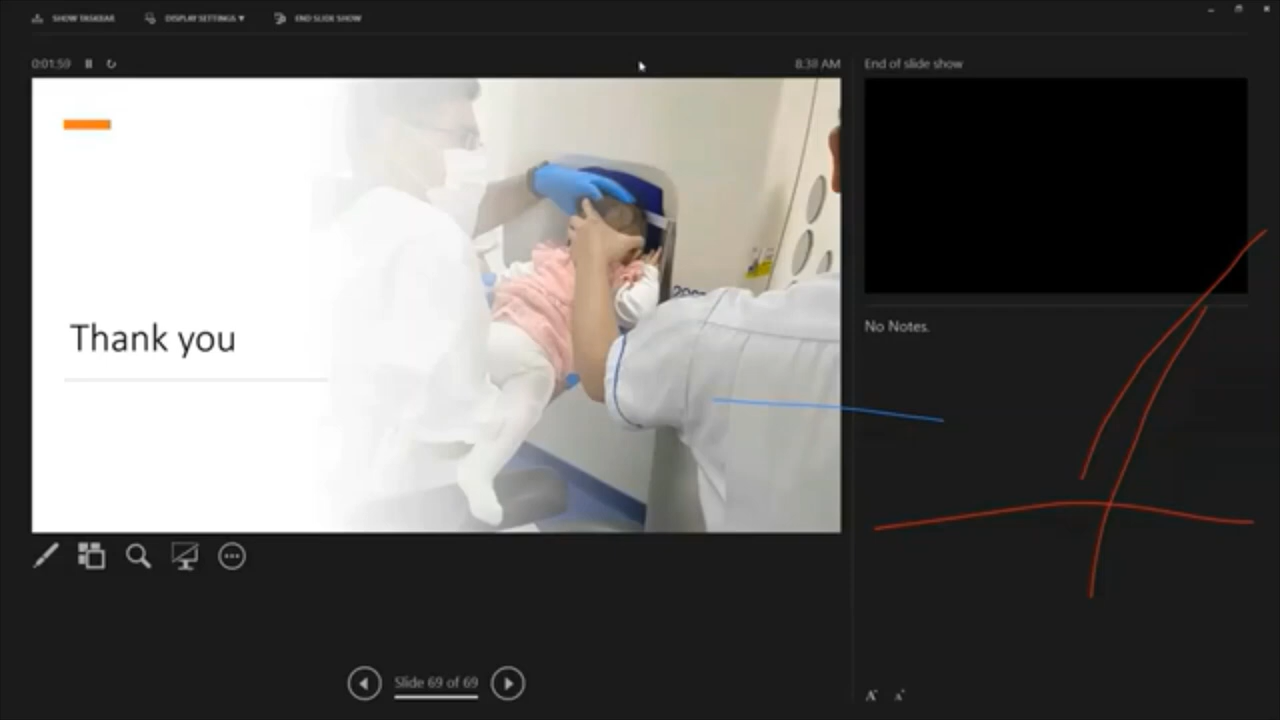 SHOW TASKBAR
DISPLAY SETTINGS ▼
END SLIDE SHOW
0:01:59
8:38 AM
End of slide show
Thank you
No Notes.
Slide 69 of 69
A
A